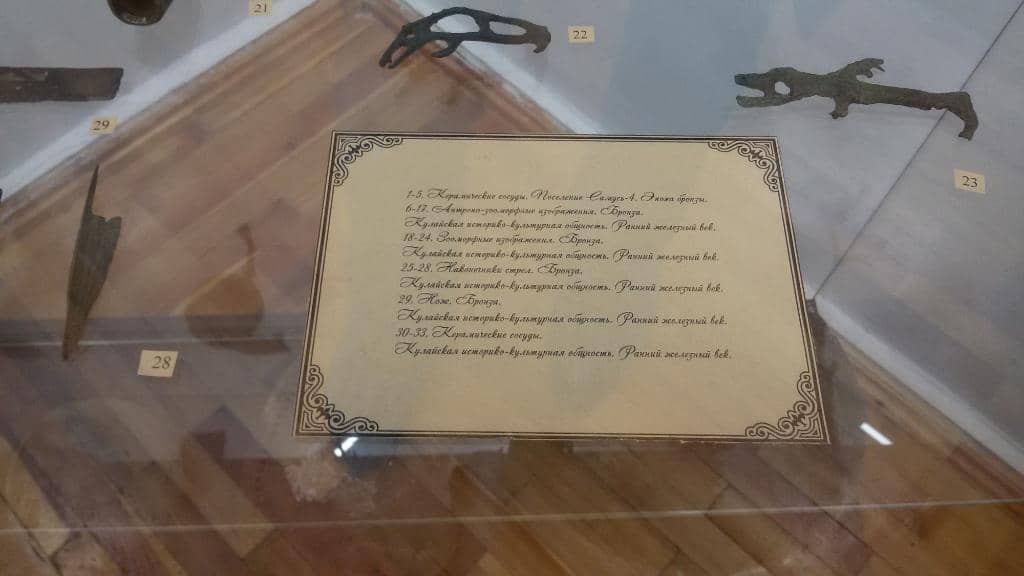 21
22
29
23
1-5. Керамические сосуды. Поселение Самусь-4. Эпоха бронзы.
6-17. Антропо-зооморфные изображения. Бронза.
Кулайская историко-культурная общность. Ранний железный век.
18-24. Зооморфные изображения. Бронза.
Кулайская историко-культурная общность. Ранний железный век.
25-28. Наконечники стрел. Бронза.
Кулайская историко-культурная общность. Ранний железный век.
29. Нож. Бронза.
Кулайская историко-культурная общность. Ранний железный век.
30-33. Керамические сосуды.
Кулайская историко-культурная общность. Ранний железный век.
28